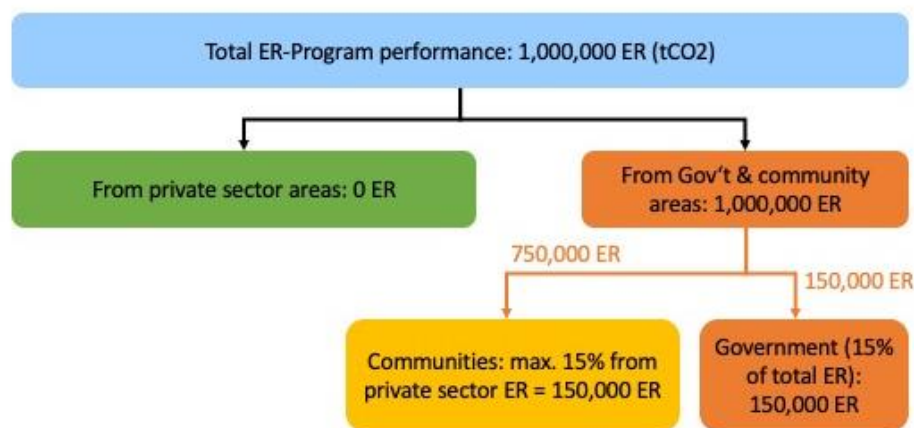 Total ER-Program performance: 1,000,000 ER (tCO2)
From private sector areas: 0 ER
From Gov‘t & community
areas: 1,000,000 ER
750,000 ER
150,000 ER
Communities: max. 15% from
private sector ER = 150,000 ER
Government (15%
of total ER):
150,000 ER